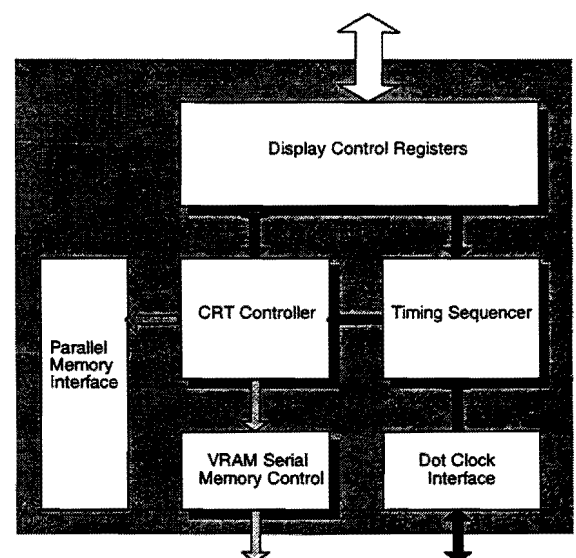 Display Control Registers
CRT Controller
Timing Sequencer
Parallel
Memory
Interface
VRAM Serial
Memory Control
Dot Clock
Interface